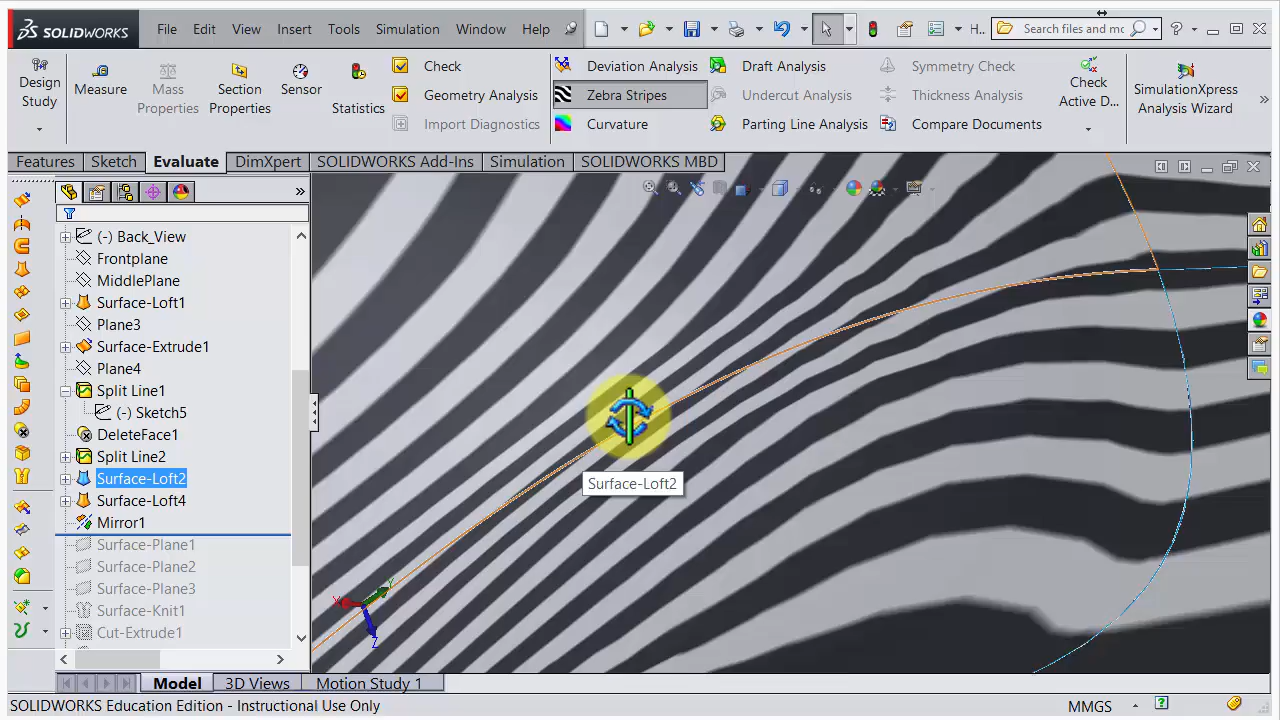 SOLIDWORKS File Edit View Insert Tools Simulation Window Help H.. Search files and mo
Design Study
Measure
Mass Properties
Section Properties
Sensor
Statistics
Check
Geometry Analysis
Import Diagnostics
Deviation Analysis
Zebra Stripes
Curvature
Draft Analysis
Undercut Analysis
Parting Line Analysis
Symmetry Check
Thickness Analysis
Compare Documents
Check Active D...
SimulationXpress Analysis Wizard
Features Sketch Evaluate DimXpert SOLIDWORKS Add-Ins Simulation SOLIDWORKS MBD
(-) Back_View
Frontplane
MiddlePlane
Surface-Loft1
Plane3
Surface-Extrude1
Plane4
Split Line1
(-) Sketch5
DeleteFace1
Split Line2
Surface-Loft2
Surface-Loft4
Mirror1
Surface-Plane1
Surface-Plane2
Surface-Plane3
Surface-Knit1
Cut-Extrude1
Surface-Loft2
X Y Z
Model 3D Views Motion Study 1
SOLIDWORKS Education Edition - Instructional Use Only MMGS